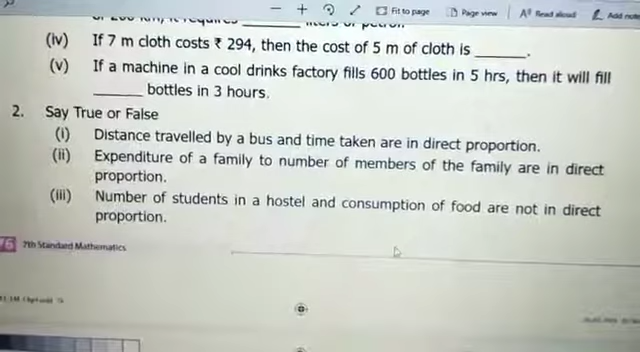 Fit to page Page view A Read aloud Add
(iv) If 7 m cloth costs ₹ 294, then the cost of 5 m of cloth is ______.
(v) If a machine in a cool drinks factory fills 600 bottles in 5 hrs, then it will fill
______ bottles in 3 hours.
2. Say True or False
(i) Distance travelled by a bus and time taken are in direct proportion.
(ii) Expenditure of a family to number of members of the family are in direct
proportion.
(iii) Number of students in a hostel and consumption of food are not in direct
proportion.
7th Standard Mathematics